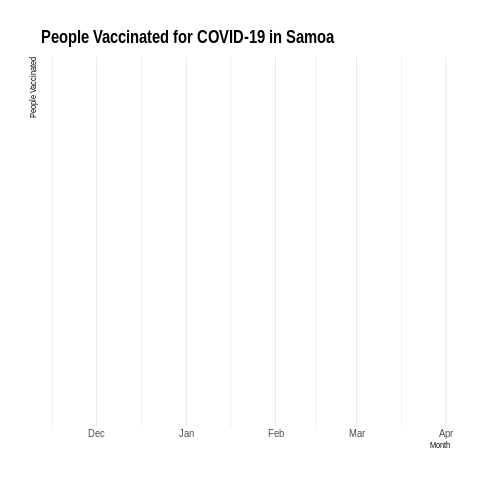 People Vaccinated for COVID-19 in Samoa
People Vaccinated
Dec Jan Feb Mar Apr
Month